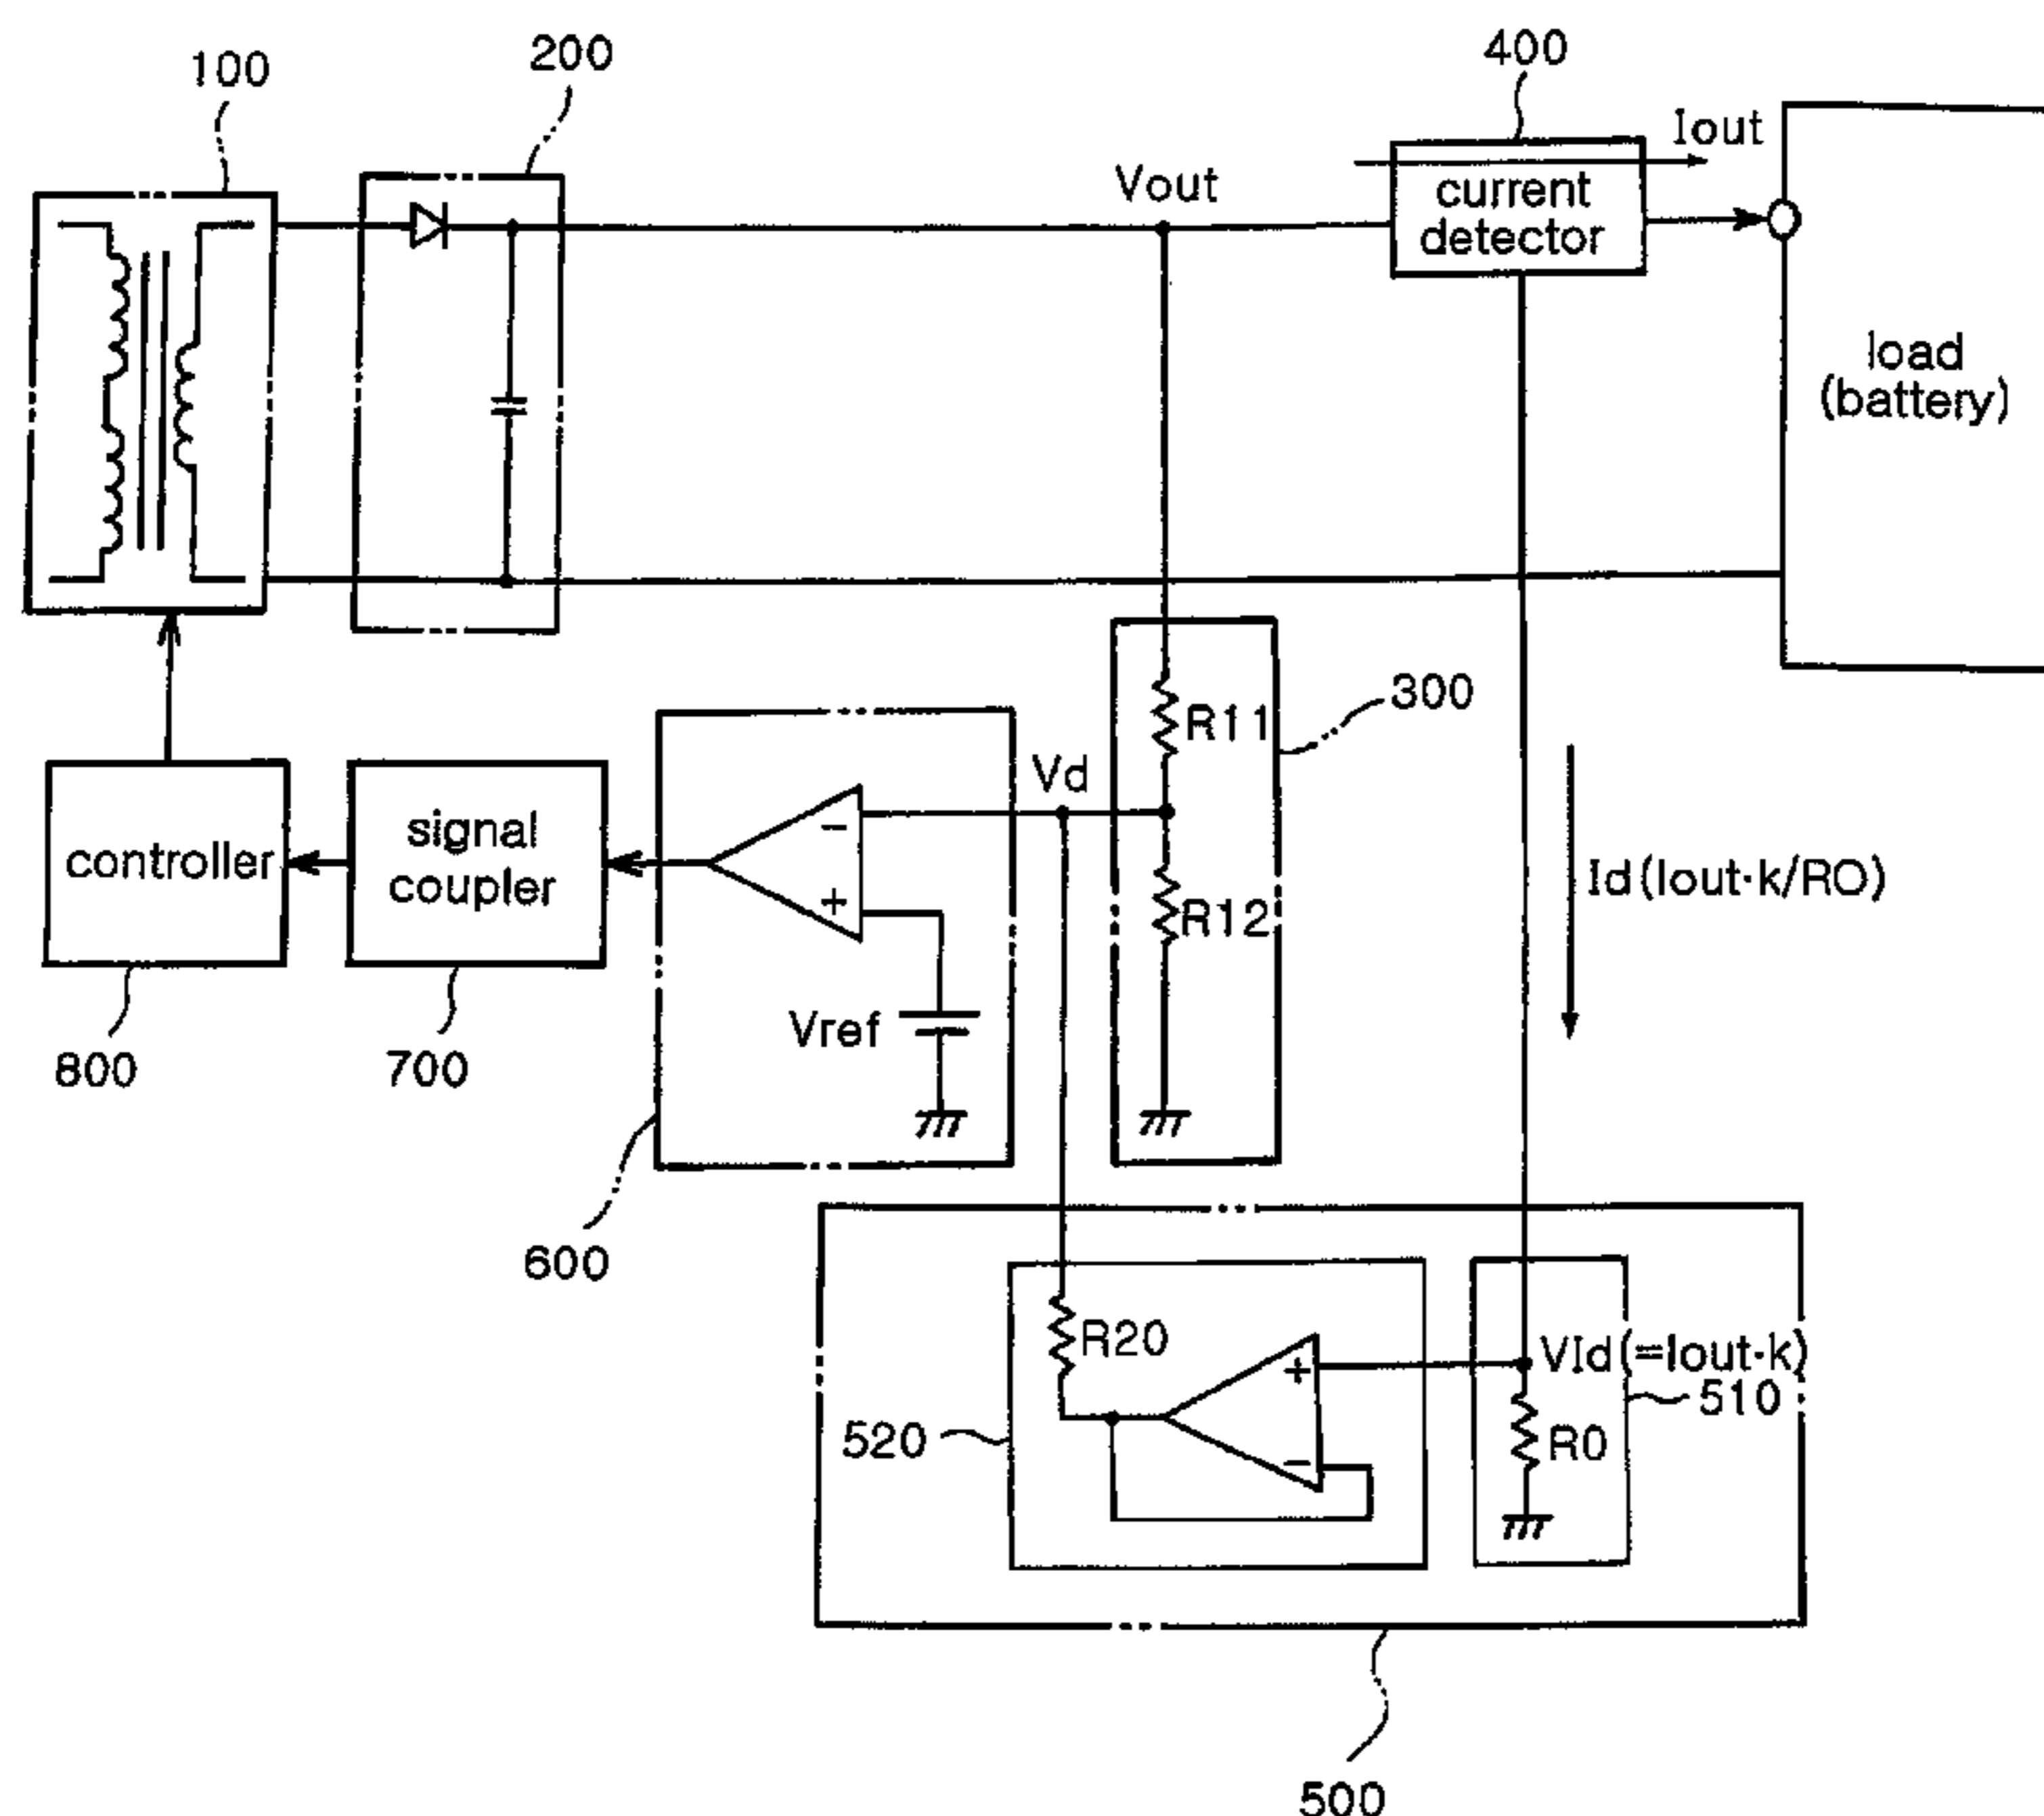 100
200
400
Iout
Vout
current
detector
load
(battery)
R11
300
Vd
signal
coupler
controller
-
+
R12
Id(Iout·k/RO)
Vref
800
700
600
R20
+
VId(=Iout·k)
510
520
-
R0
500